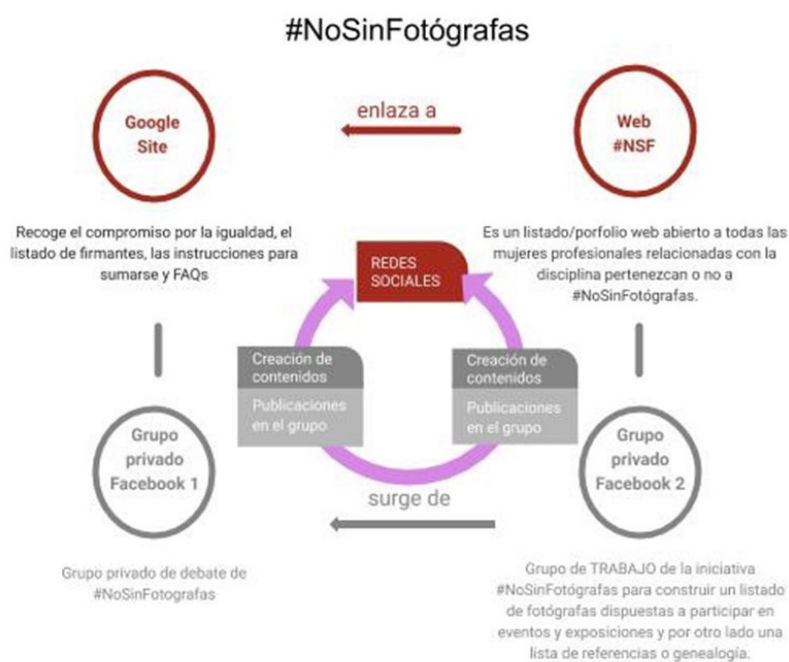 #NoSinFotógrafas
Google
Site
enlaza a
Web
#NSF
Recoge el compromiso por la igualdad, el
listado de firmantes, las instrucciones para
sumarse y FAQs
Es un listado/porfolio web abierto a todas las
mujeres profesionales relacionadas con la
disciplina pertenezcan o no a
#NoSinFotógrafas.
REDES
SOCIALES
Creación de
contenidos
Publicaciones
en el grupo
Creación de
contenidos
Publicaciones
en el grupo
Grupo
privado
Facebook 1
surge de
Grupo
privado
Facebook 2
Grupo privado de debate de
#NoSinFotografas
Grupo de TRABAJO de la iniciativa
#NoSinFotógrafas para construir un listado
de fotógrafas dispuestas a participar en
eventos y exposiciones y por otro lado una
lista de referencias o genealogía.